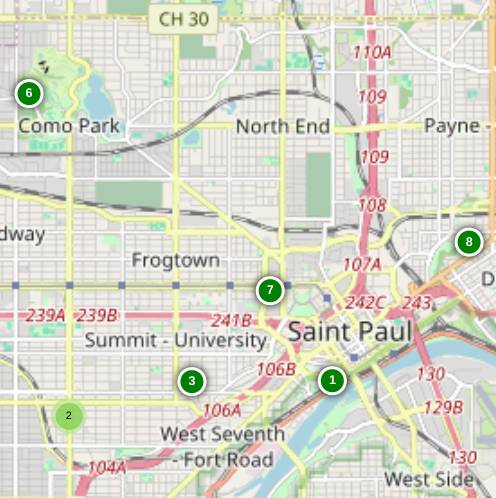 CH 30
110A
6
109
Como Park
North End
Payne -
109
108
dway
8
Frogtown
107A
7
D
239A
239B
241B
242C
243
Summit - University
Saint Paul
106B
3
1
130
106A
129B
2
West Seventh
- Fort Road
104A
130
West Side